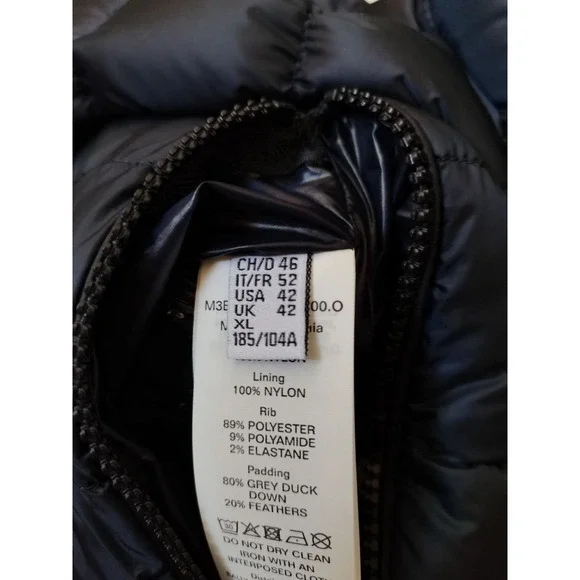 CH/D 46
IT/FR 52
USA 42
UK 42
XL
185/104A
Lining
100% NYLON
Rib
89% POLYESTER
9% POLYAMIDE
2% ELASTANE
Padding
80% GREY DUCK
DOWN
20% FEATHERS
DO NOT DRY CLEAN
IRON WITH AN
INTERPOSED CLOTH